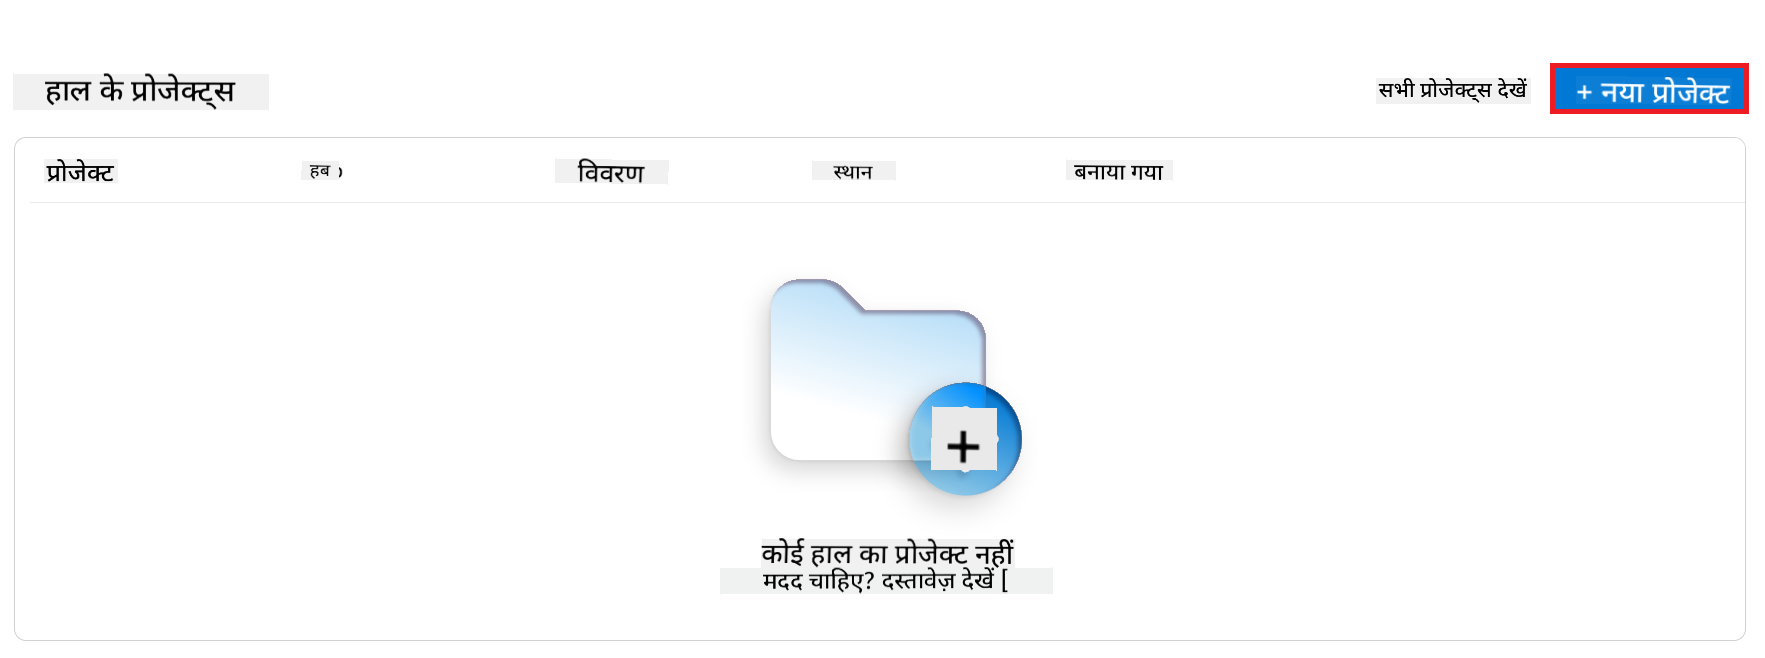 हाल के प्रोजेक्ट्स
सभी प्रोजेक्ट्स देखें
+ नया प्रोजेक्ट
प्रोजेक्ट हब विवरण स्थान बनाया गया
+
कोई हाल का प्रोजेक्ट नहीं
मदद चाहिए? दस्तावेज़ देखें [